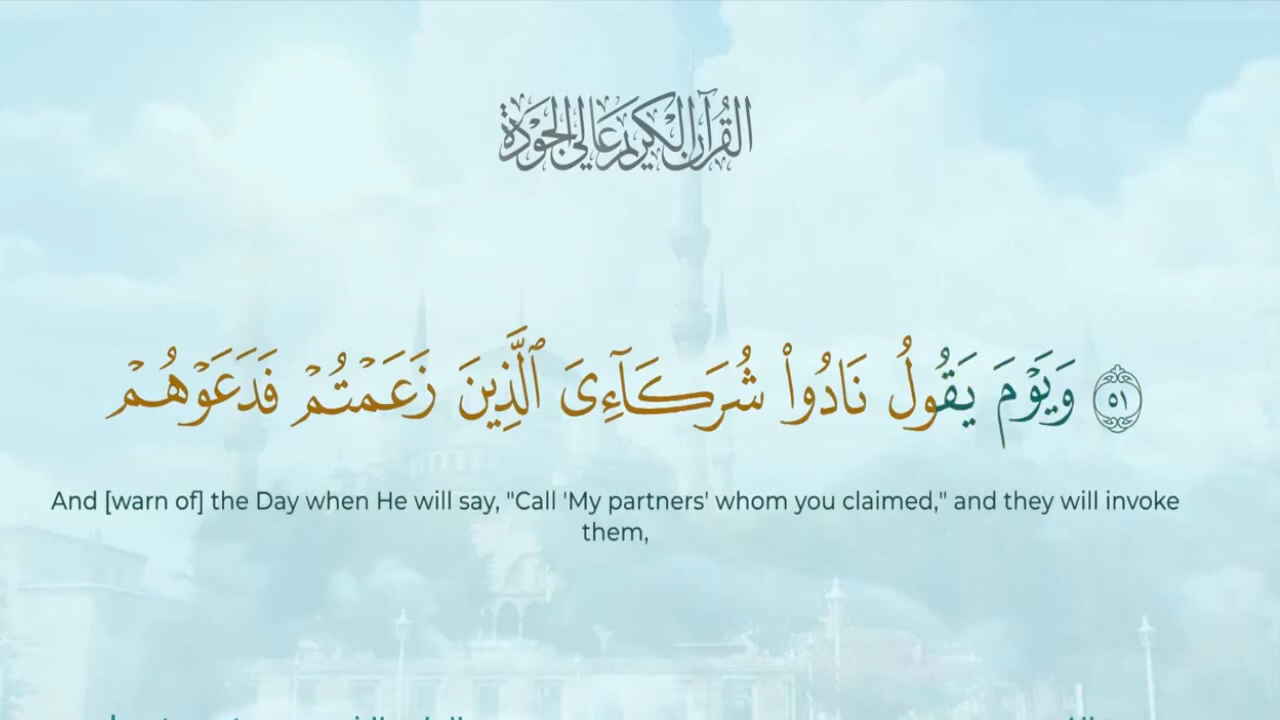 القرآن الكريم عالي الجودة
۝٥١ وَيَوْمَ يَقُولُ نَادُوا۟ شُرَكَآءِىَ ٱلَّذِينَ زَعَمْتُمْ فَدَعَوْهُمْ
And [warn of] the Day when He will say, "Call 'My partners' whom you claimed," and they will invoke
them,